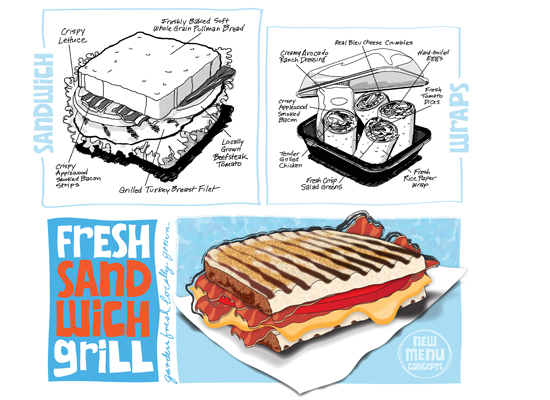 SANDWICH
Crispy
Lettuce
Freshly Baked Soft
Whole Grain Pullman Bread
Crispy
Applewood
Smoked Bacon
Strips
Grilled Turkey Breast Filet
Locally
Grown
Beefsteak
Tomato
Real Bleu Cheese Crumbles
Creamy Avocado
Ranch Dressing
Hard-boiled
EGGS
Crispy
Applewood
Smoked
Bacon
Fresh
Tomato
Dices
Tender
Grilled
Chicken
Fresh Crisp
Salad Greens
Fresh
Rice Paper
Wrap
WRAPS
FRESH
SAND
WICH
grill
garden fresh locally grown
NEW
MENU
CONCEPTS